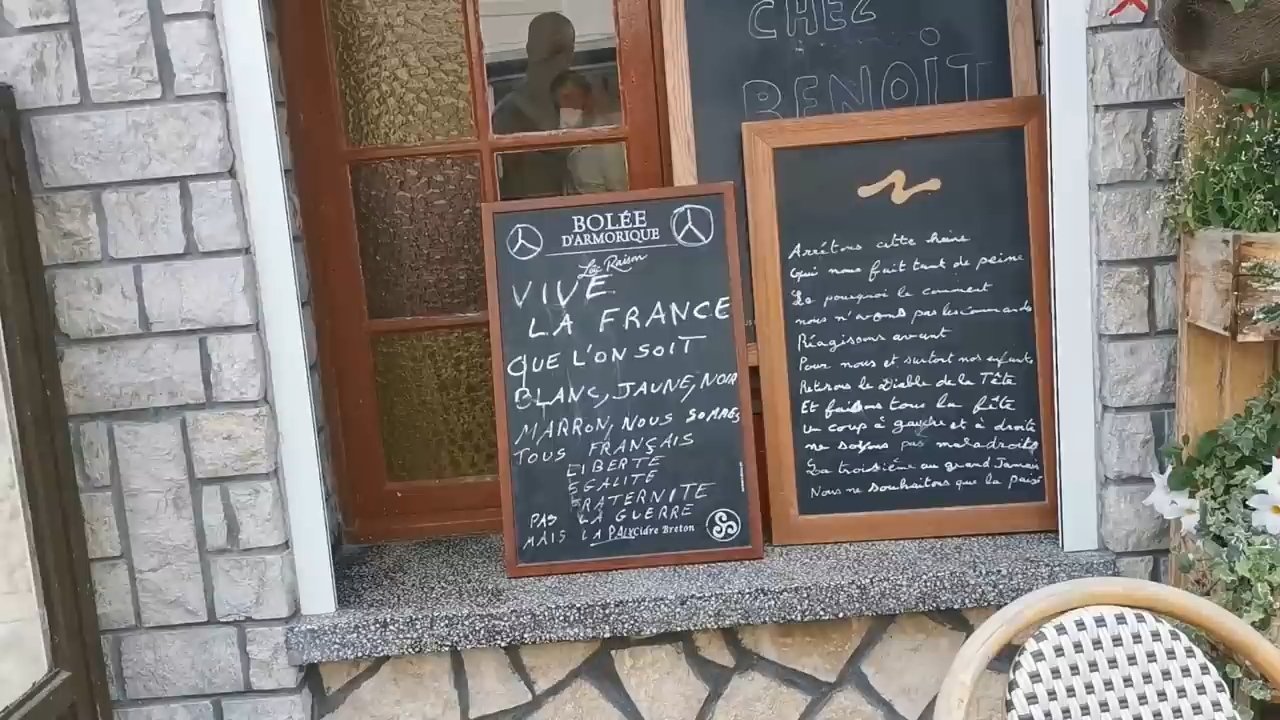 CHEZ
BENOIT
BOLÉE
D'ARMORIQUE
Loïc Raison
VIVE
LA FRANCE
QUE L'ON SOIT
BLANC, JAUNE, NOIR
MARRON, NOUS SOMMES
TOUS FRANÇAIS
LIBERTE
EGALITE
FRATERNITE
PAS LA GUERRE
MAIS LA PAIX
Cidre Breton
Arrêtons cette haine
Qui nous fait tant de peine
Le pourquoi le comment
nous n'avons pas les commandes
Réagissons avant
Pour nous et surtout nos enfants
Retirons le Diable de la Tête
Et faisons tous la fête
Un coup à gauche et à droite
ne soyons pas maladroits
La troisième au grand Jamais
Nous ne souhaitons que la paix